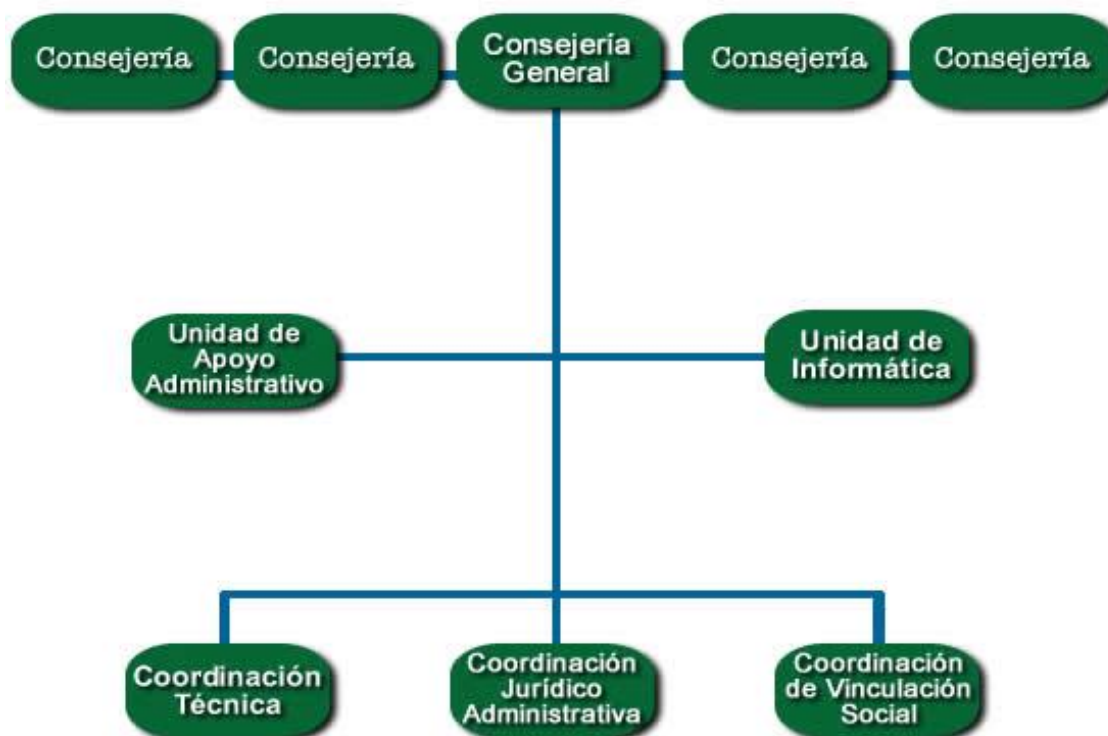 Consejería
Consejería
Consejería
General
Consejería
Consejería
Unidad de
Apoyo
Administrativo
Unidad de
Informática
Coordinación
Técnica
Coordinación
Jurídico
Administrativa
Coordinación
de Vinculación
Social